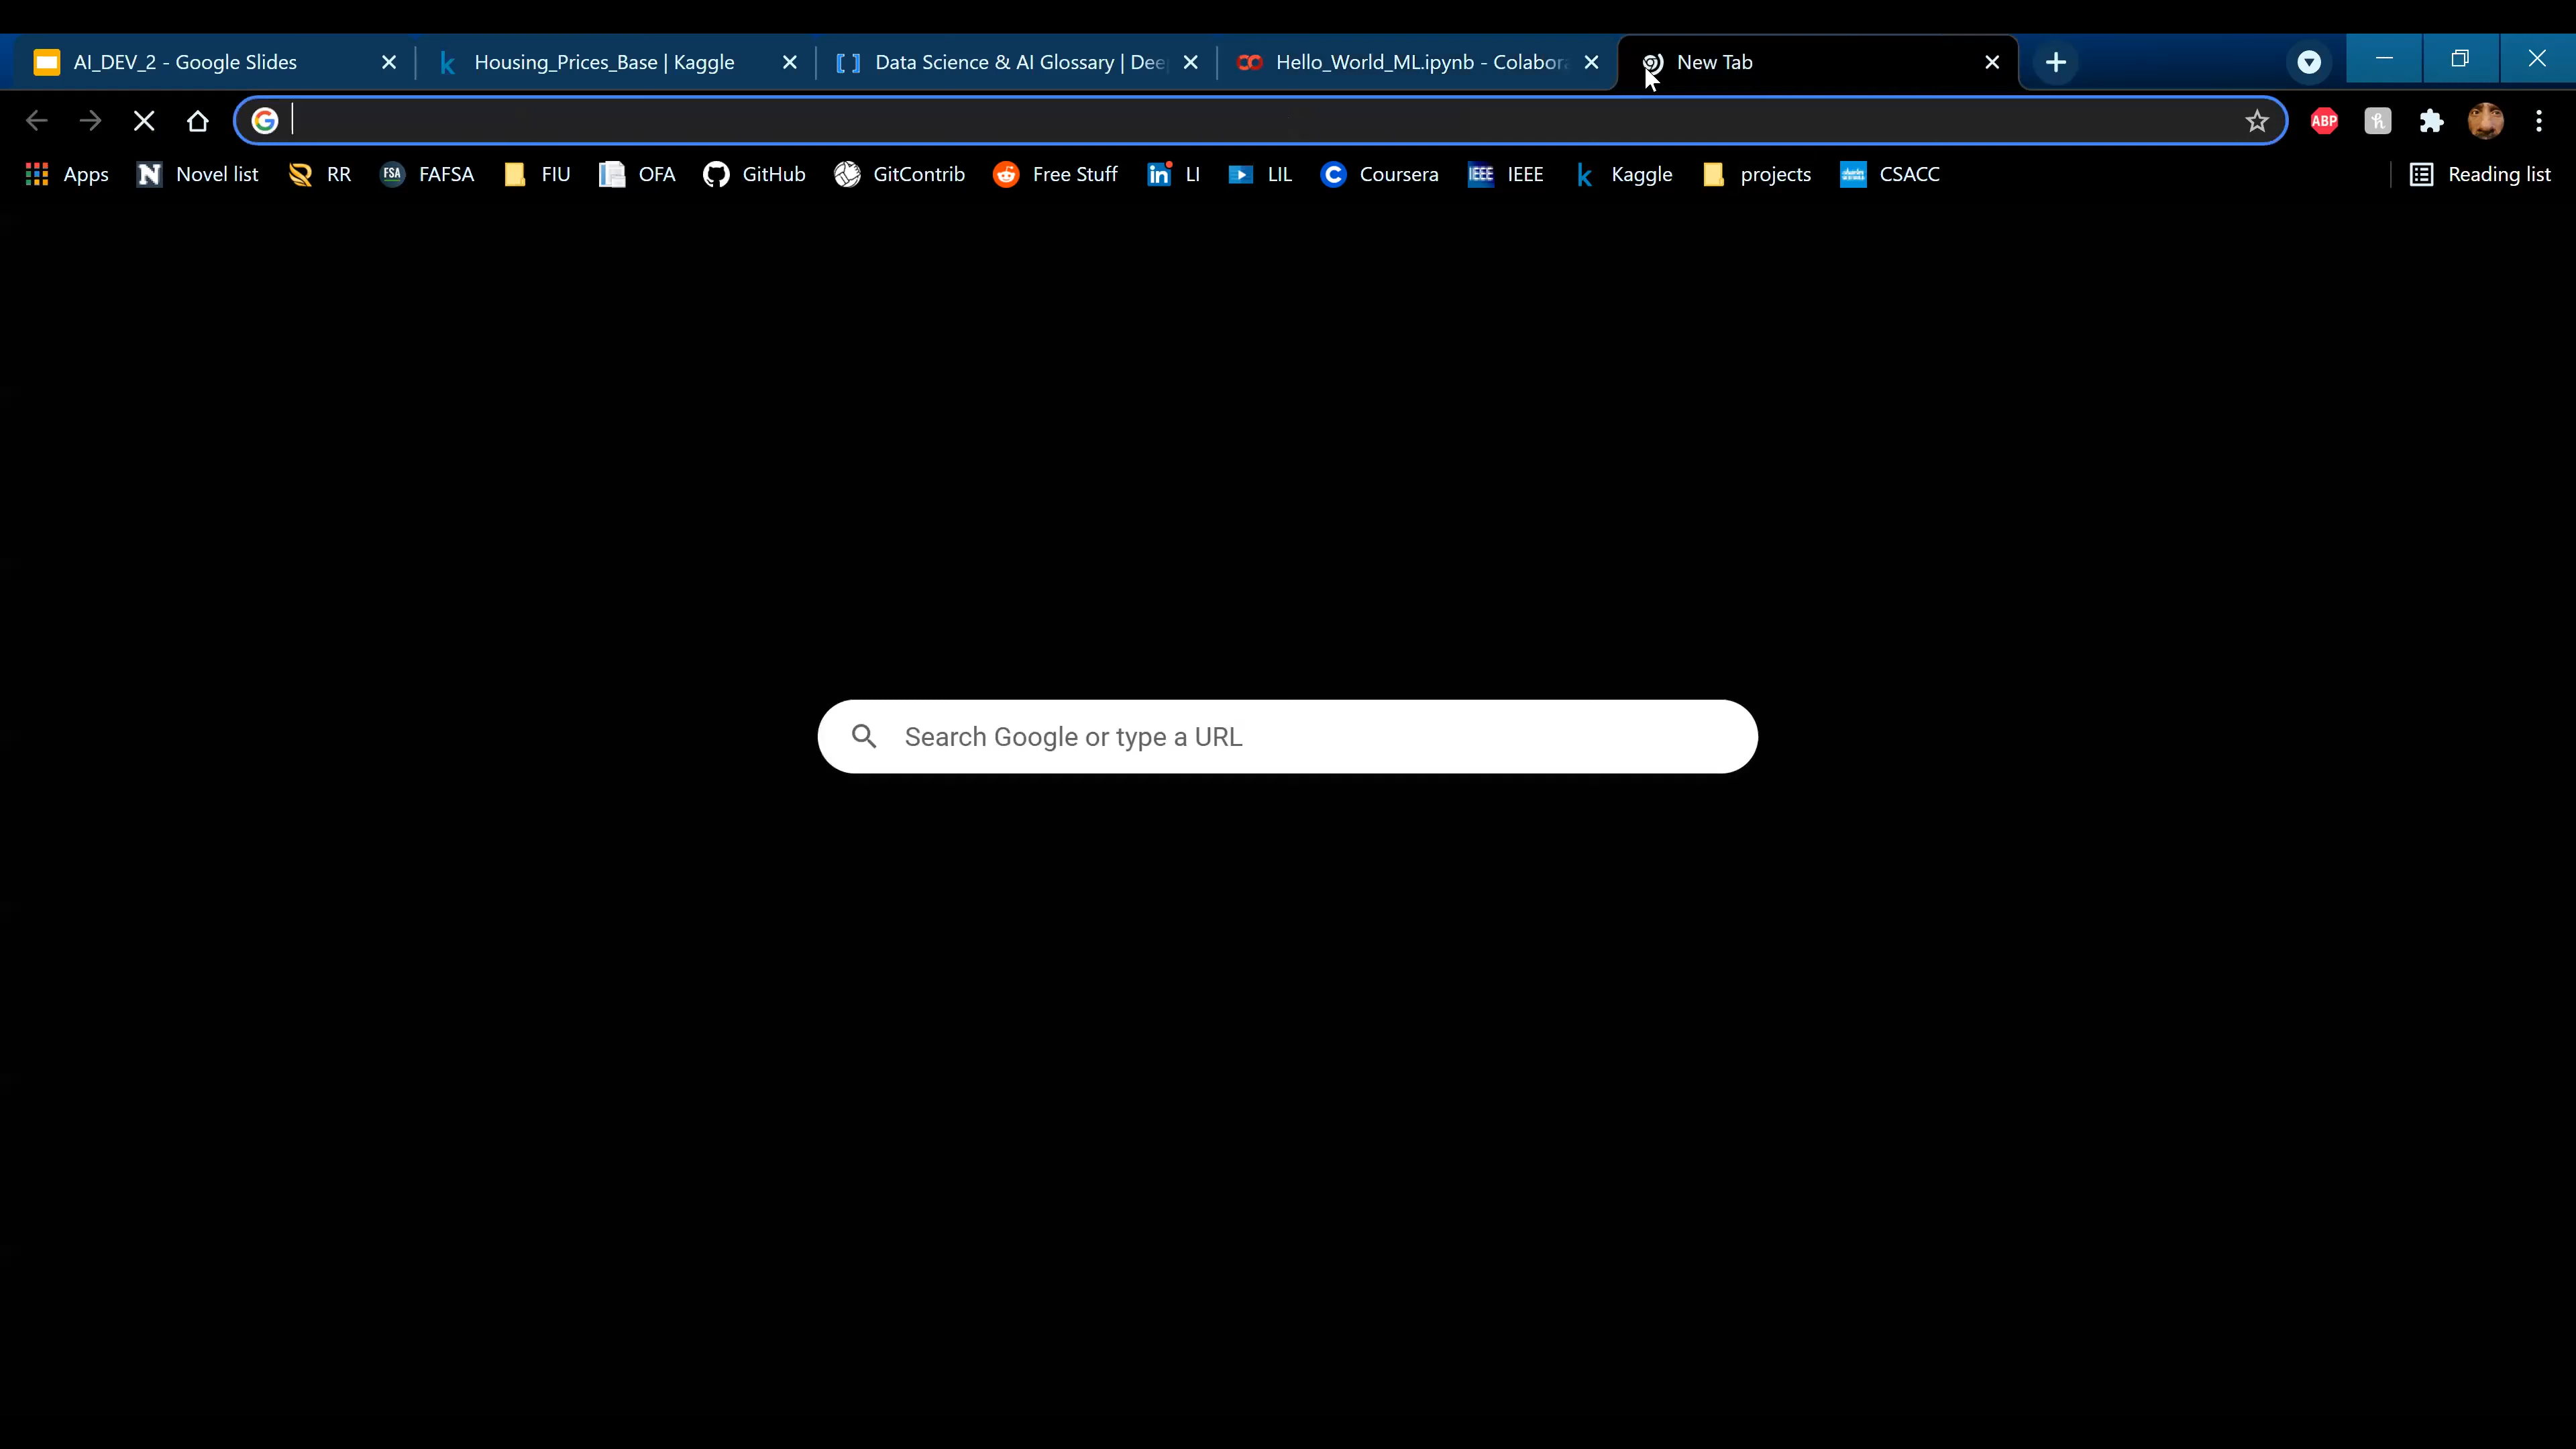 AI_DEV_2 - Google Slides
Housing_Prices_Base | Kaggle
Data Science & AI Glossary | Dee
Hello_World_ML.ipynb - Colabora
New Tab
ABP
Apps
Novel list
RR
FSA
FAFSA
FIU
OFA
GitHub
GitContrib
Free Stuff
LI
LIL
Coursera
IEEE
IEEE
Kaggle
projects
CSACC
Reading list
Search Google or type a URL